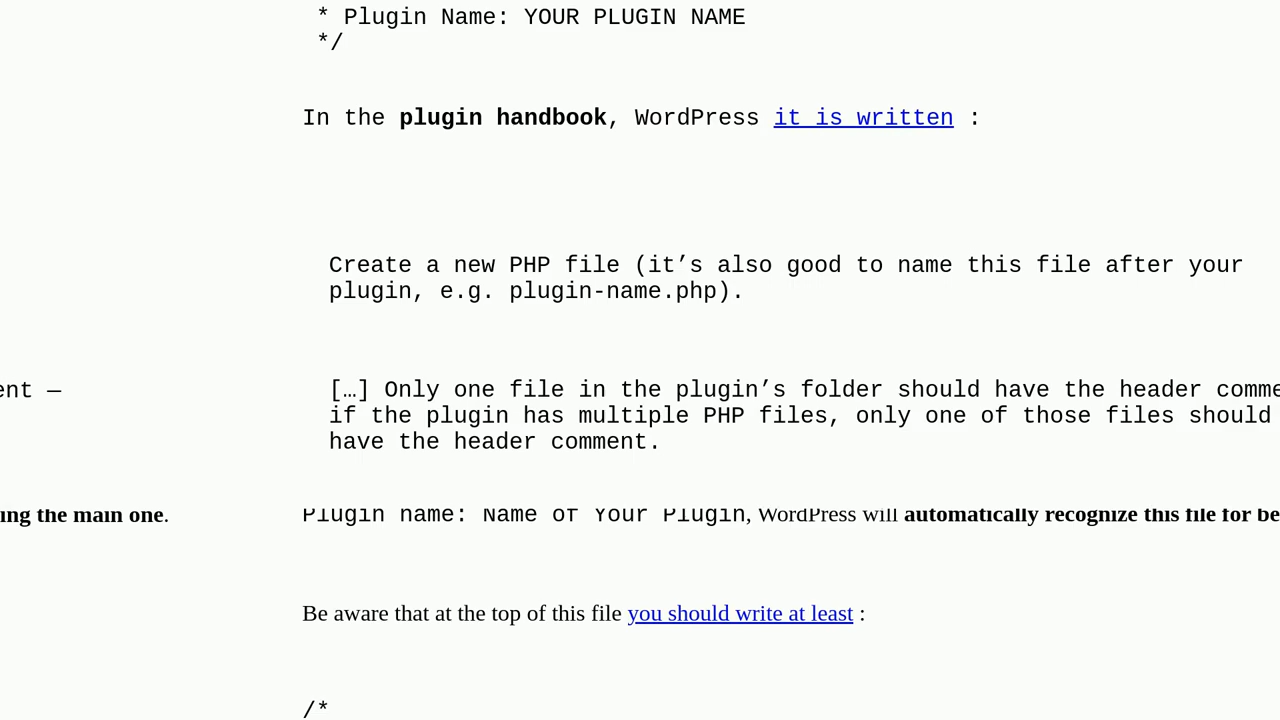 * Plugin Name: YOUR PLUGIN NAME
*/
In the plugin handbook, WordPress it is written :
Create a new PHP file (it’s also good to name this file after your
plugin, e.g. plugin-name.php).
[…] Only one file in the plugin’s folder should have the header comment —
if the plugin has multiple PHP files, only one of those files should
have the header comment.
Plugin name: Name of Your Plugin, WordPress will automatically recognize this file for being the main one.
Be aware that at the top of this file you should write at least :
/*